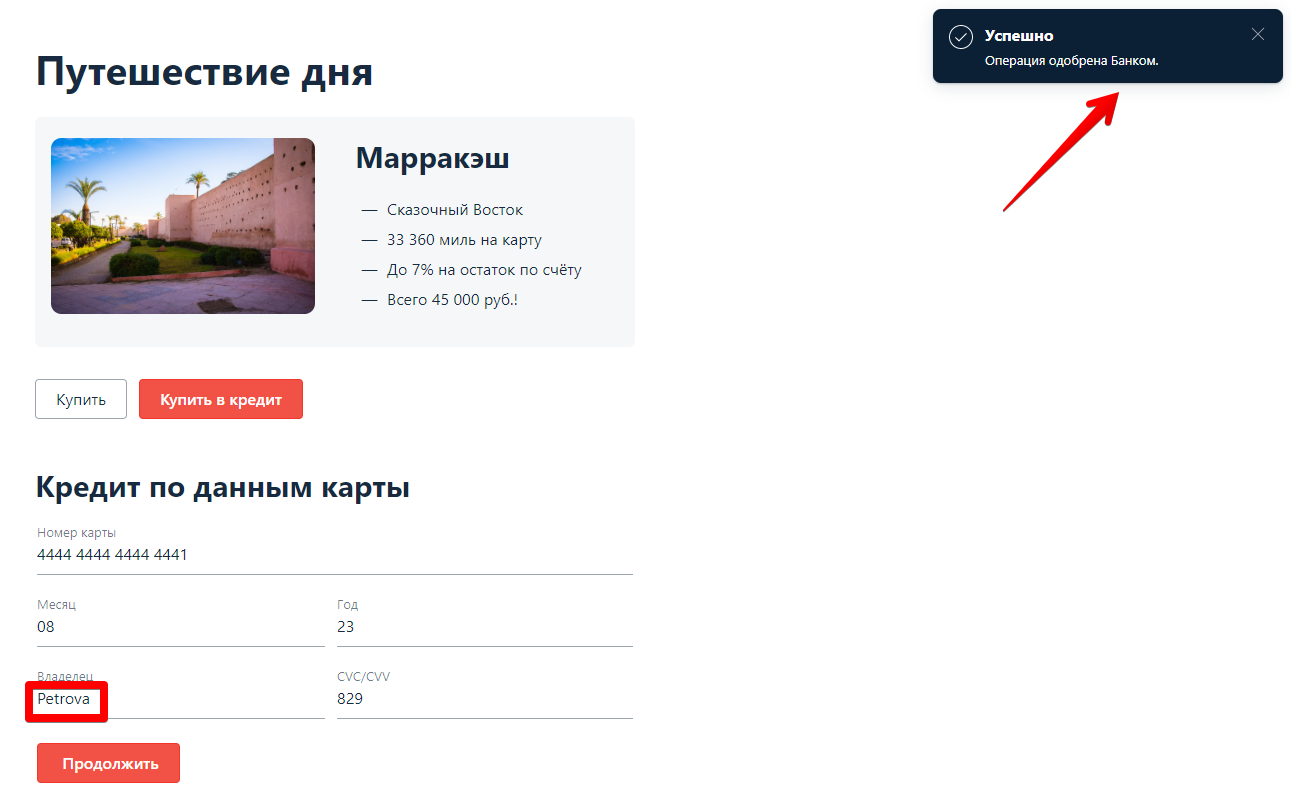 Успешно
Операция одобрена Банком.
Путешествие дня
Марракэш
— Сказочный Восток
— 33 360 миль на карту
— До 7% на остаток по счёту
— Всего 45 000 руб.!
Купить Купить в кредит
Кредит по данным карты
Номер карты
4444 4444 4444 4441
Месяц Год
08 23
Владелец CVC/CVV
Petrova 829
Продолжить